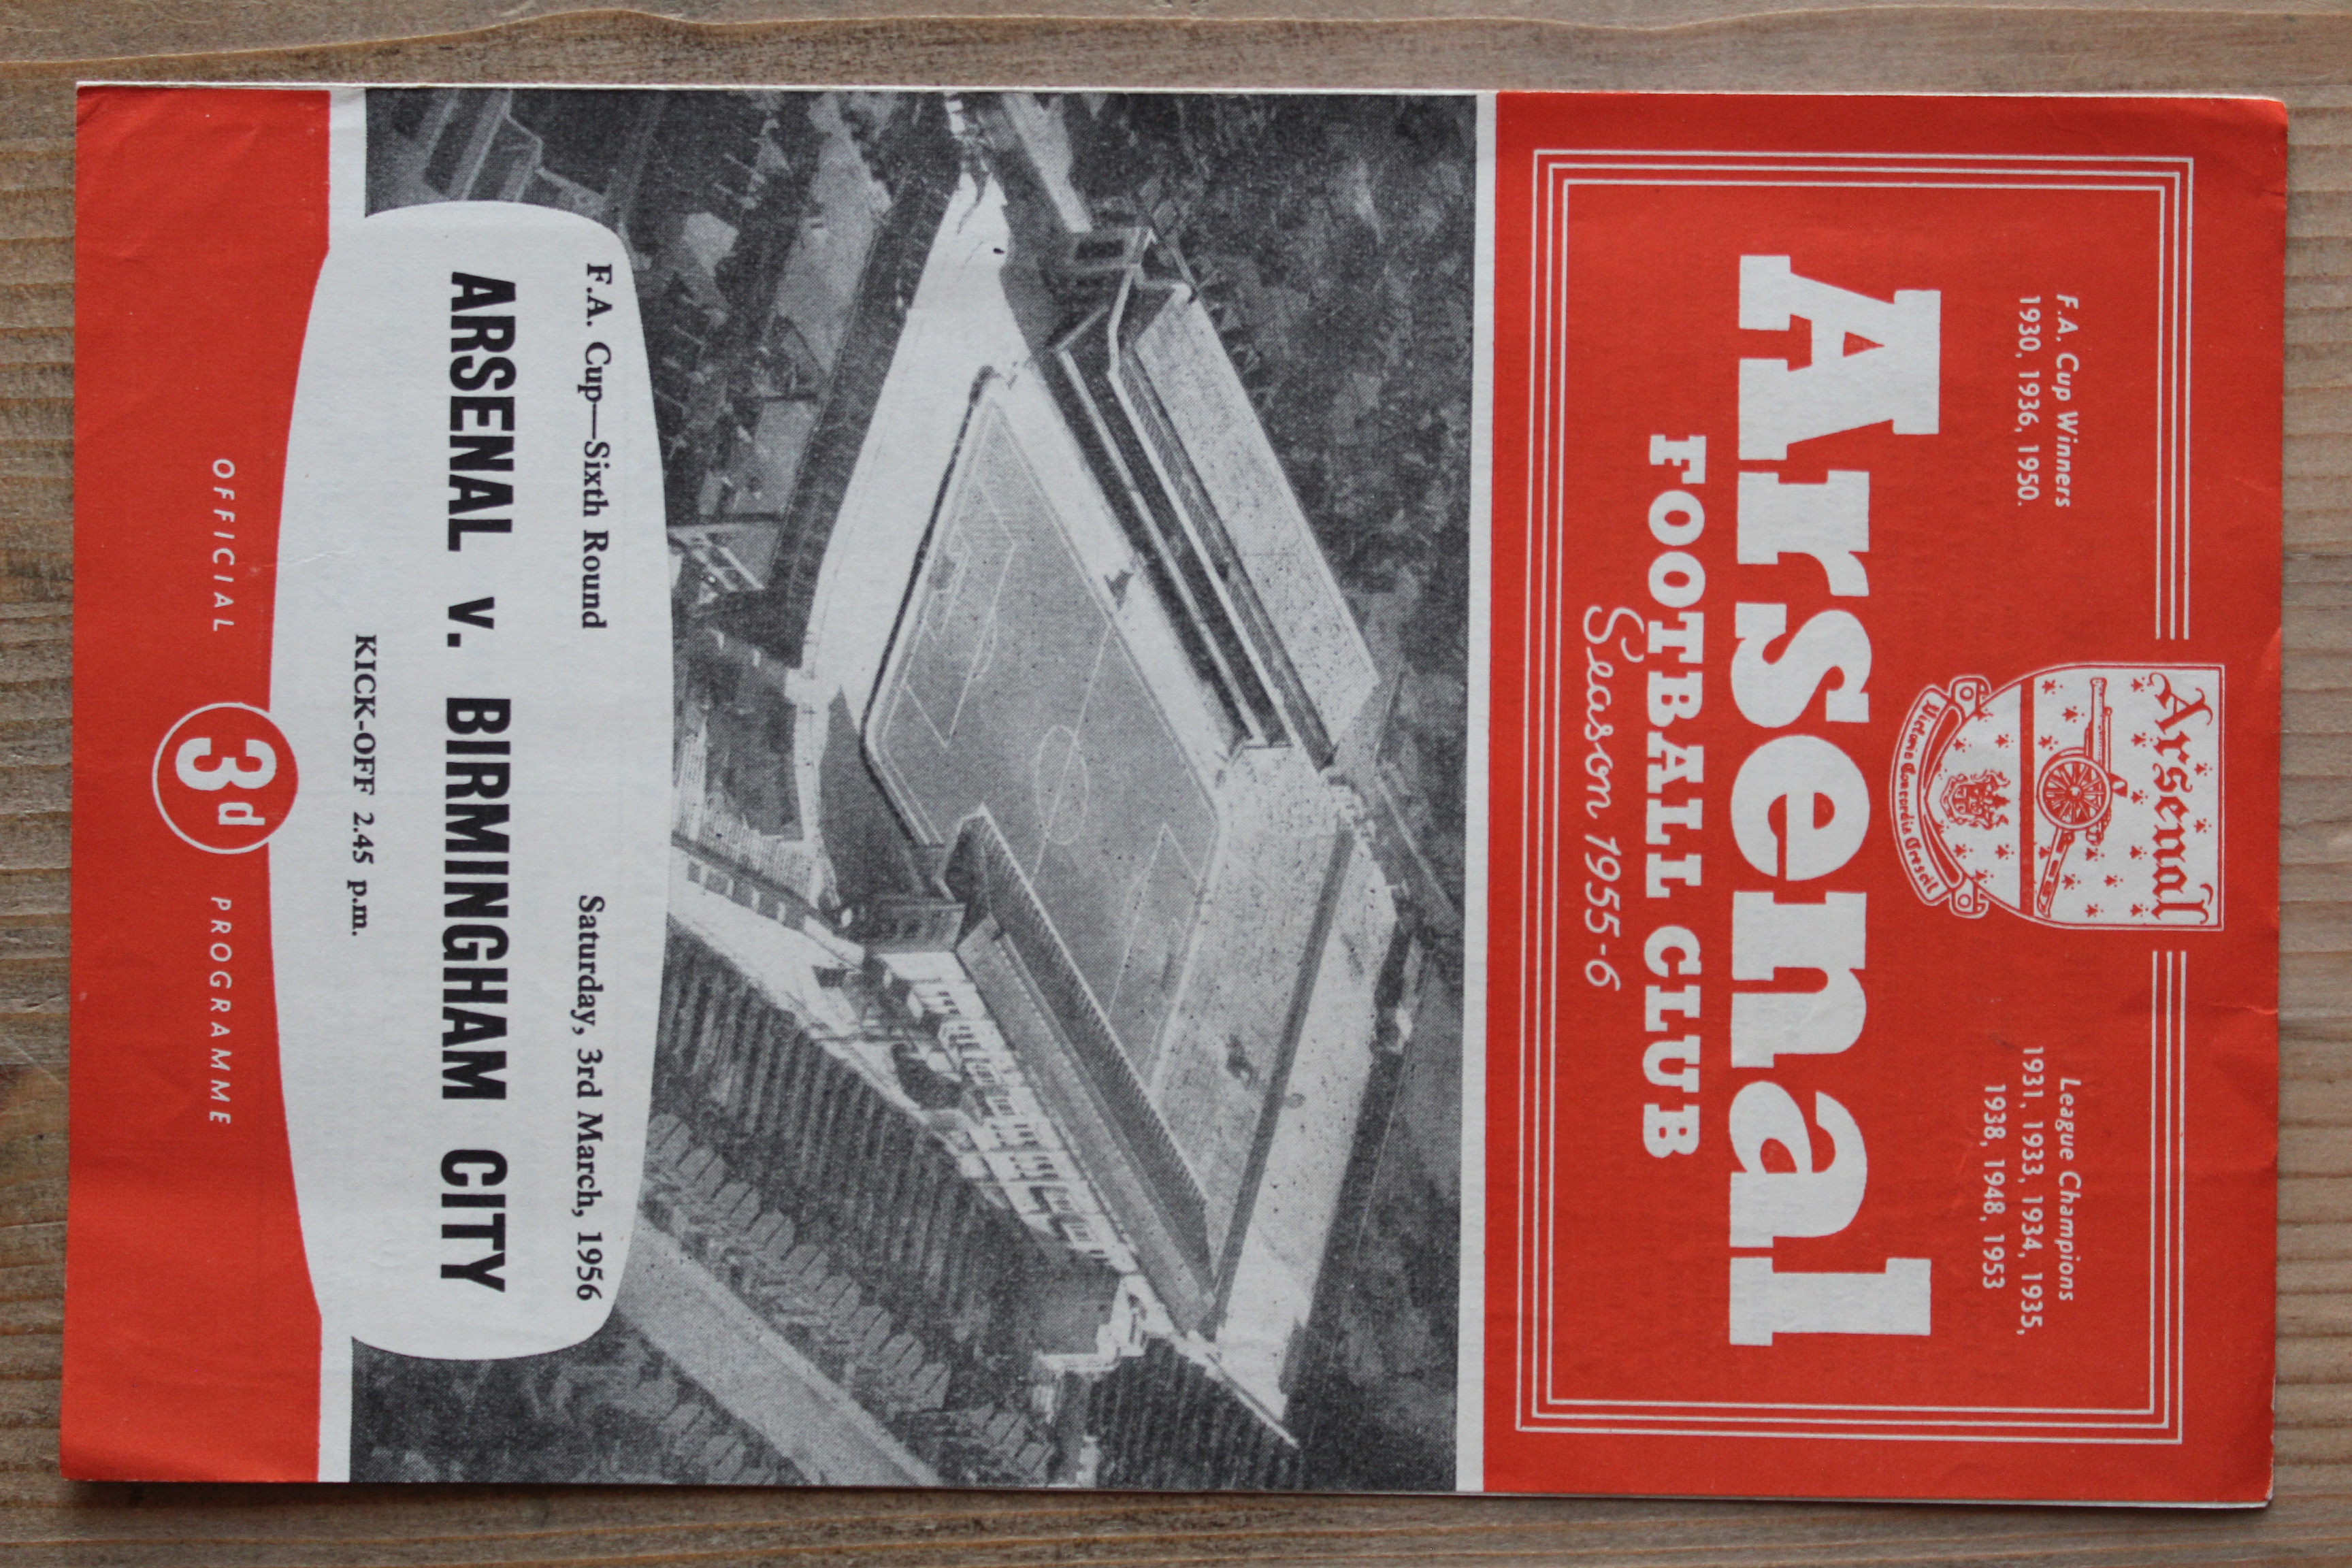 Arsenal
Victoria Concordia Crescit
F.A. Cup Winners
1930, 1936, 1950.
League Champions
1931, 1933, 1934, 1935,
1938, 1948, 1953
Arsenal
FOOTBALL CLUB
Season 1955-6
F.A. Cup—Sixth Round Saturday, 3rd March, 1956
ARSENAL v. BIRMINGHAM CITY
KICK-OFF 2.45 p.m.
OFFICIAL 3d PROGRAMME